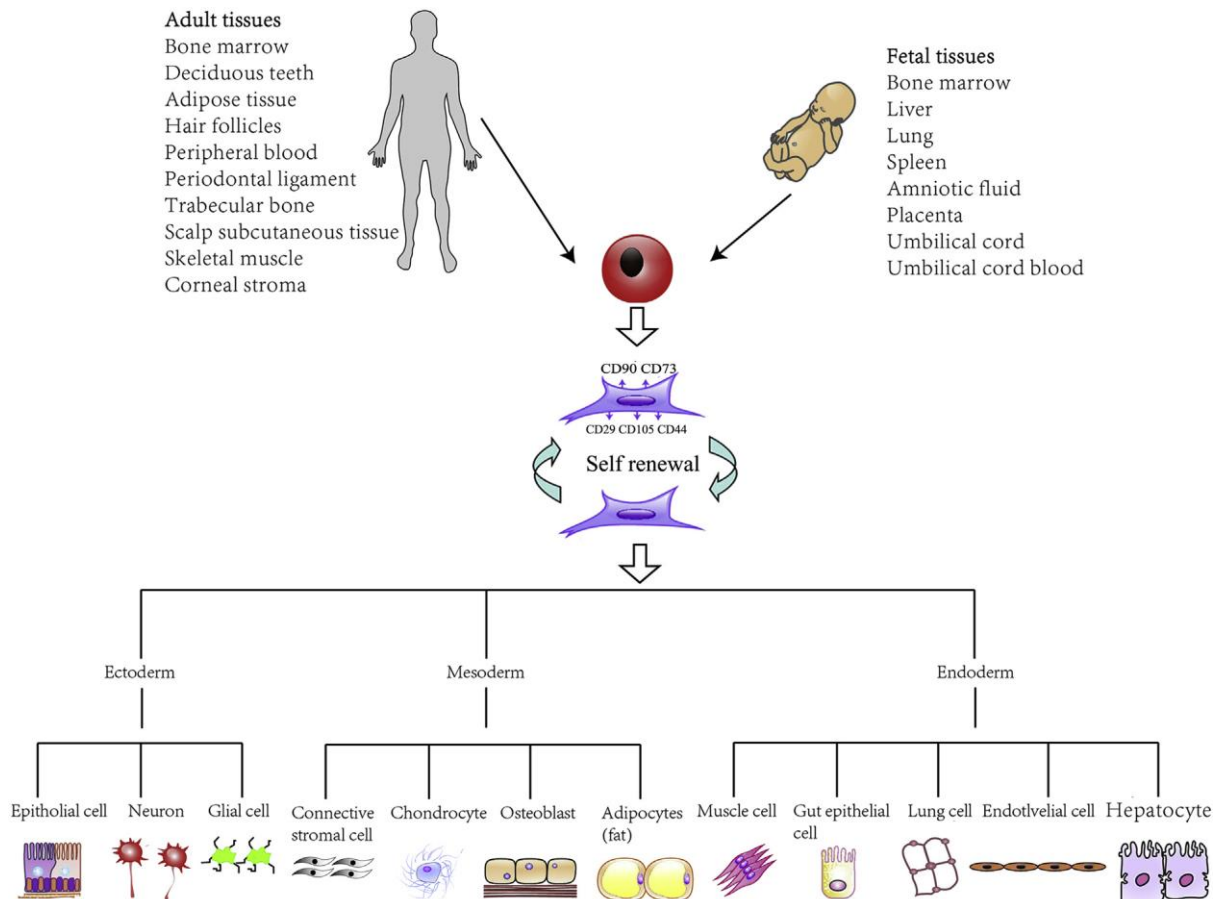 Adult tissues
Bone marrow
Deciduous teeth
Adipose tissue
Hair follicles
Peripheral blood
Periodontal ligament
Trabecular bone
Scalp subcutaneous tissue
Skeletal muscle
Corneal stroma
Fetal tissues
Bone marrow
Liver
Lung
Spleen
Amniotic fluid
Placenta
Umbilical cord
Umbilical cord blood
CD90 CD73
CD29 CD105 CD44
Self renewal
Ectoderm
Mesoderm
Endoderm
Epitholial cell
Neuron
Glial cell
Connective
stromal cell
Chondrocyte
Osteoblast
Adipocytes
(fat)
Muscle cell
Gut epithelial
cell
Lung cell
Endotlvelial cell
Hepatocyte